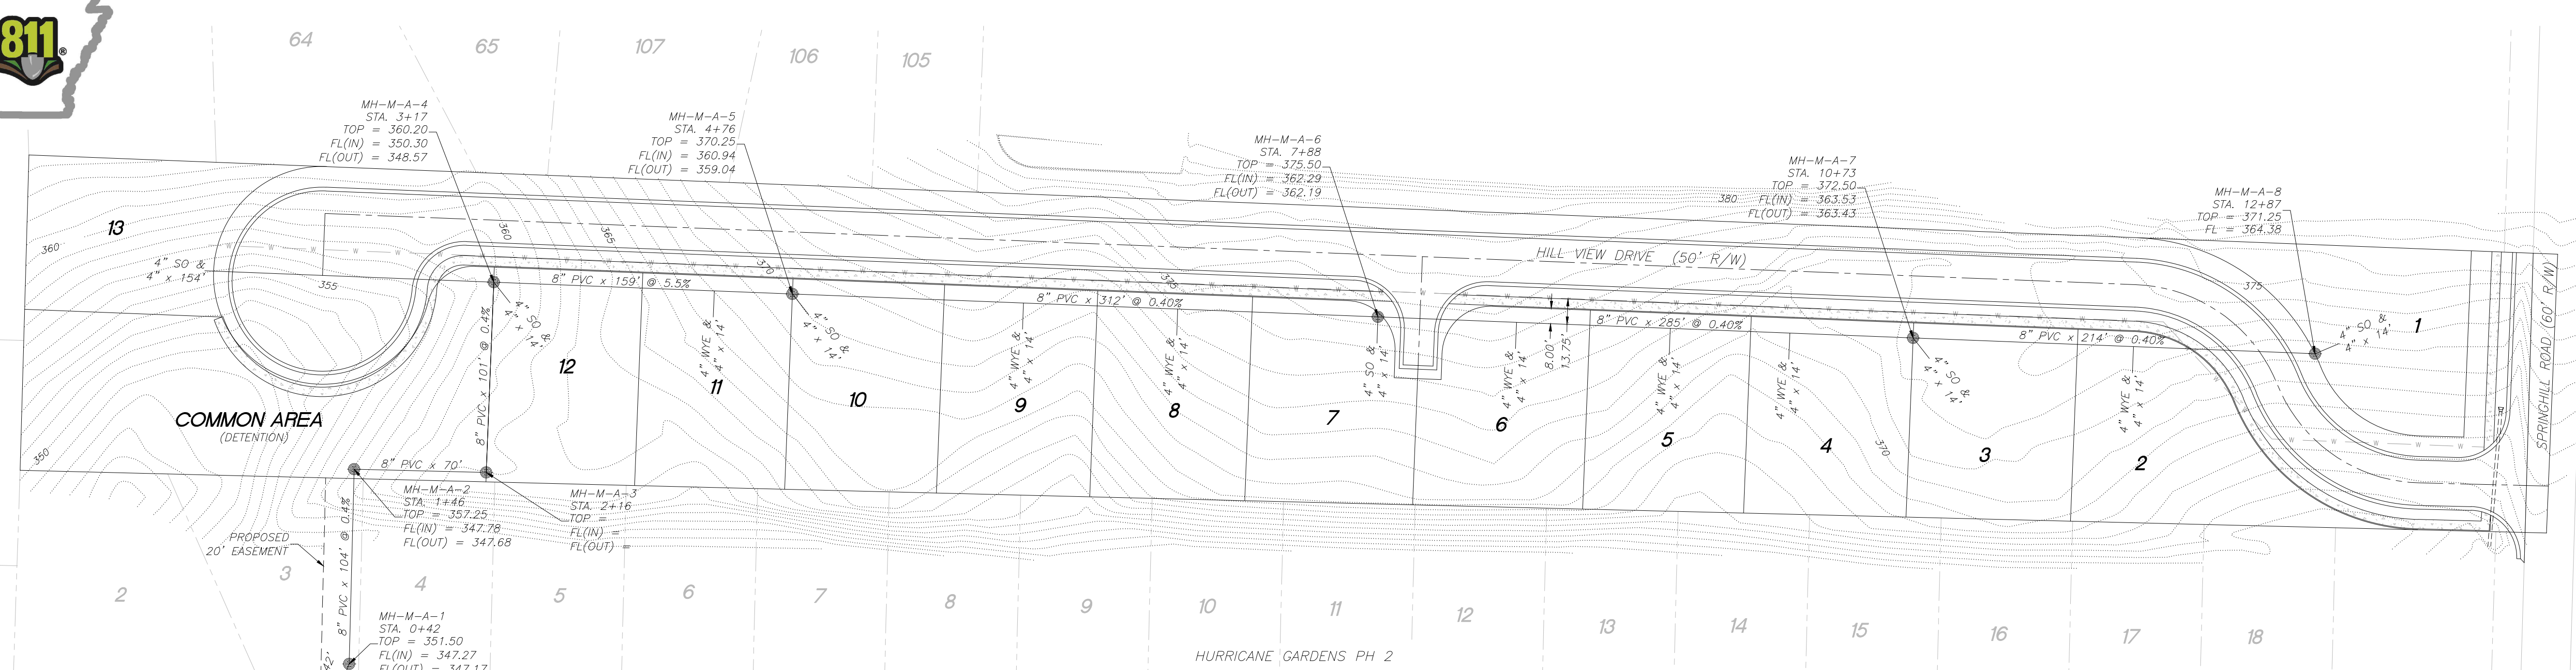 811®
64
65
107
106
105
MH-M-A-4
STA. 3+17
TOP = 360.20
FL(IN) = 350.30
FL(OUT) = 348.57
MH-M-A-5
STA. 4+76
TOP = 370.25
FL(IN) = 360.94
FL(OUT) = 359.04
MH-M-A-6
STA. 7+88
TOP = 375.50
FL(IN) = 362.29
FL(OUT) = 362.19
MH-M-A-7
STA. 10+73
TOP = 372.50
FL(IN) = 363.53
FL(OUT) = 363.43
MH-M-A-8
STA. 12+87
TOP = 371.25
FL = 364.38
13
360
4" SO &
4" x 154'
355
360
365
370
375
380
375
370
350
HILL VIEW DRIVE (50' R/W)
SPRINGHILL ROAD (60' R/W)
8" PVC x 159' @ 5.5%
8" PVC x 312' @ 0.40%
8" PVC x 285' @ 0.40%
8" PVC x 214' @ 0.40%
8" PVC x 101' @ 0.4%
4" SO &
4" x 14'
12
4" WYE &
4" x 14'
11
4" SO &
4" x 14'
10
4" WYE &
4" x 14'
9
4" WYE &
4" x 14'
8
4" SO &
4" x 14'
7
4" WYE &
4" x 14'
6
8.00'
13.75'
4" WYE &
4" x 14'
5
4" WYE &
4" x 14'
4
4" SO &
4" x 14'
3
4" WYE &
4" x 14'
2
4" SO &
4" x 14'
1
COMMON AREA
(DETENTION)
8" PVC x 70'
MH-M-A-2
STA. 1+46
TOP = 357.25
FL(IN) = 347.78
FL(OUT) = 347.68
MH-M-A-3
STA. 2+16
TOP =
FL(IN) =
FL(OUT) =
PROPOSED
20' EASEMENT
8" PVC x 104' @ 0.4%
MH-M-A-1
STA. 0+42
TOP = 351.50
FL(IN) = 347.27
FL(OUT) = 347.17
42'
2
3
4
5
6
7
8
9
10
11
12
13
14
15
16
17
18
HURRICANE GARDENS PH 2